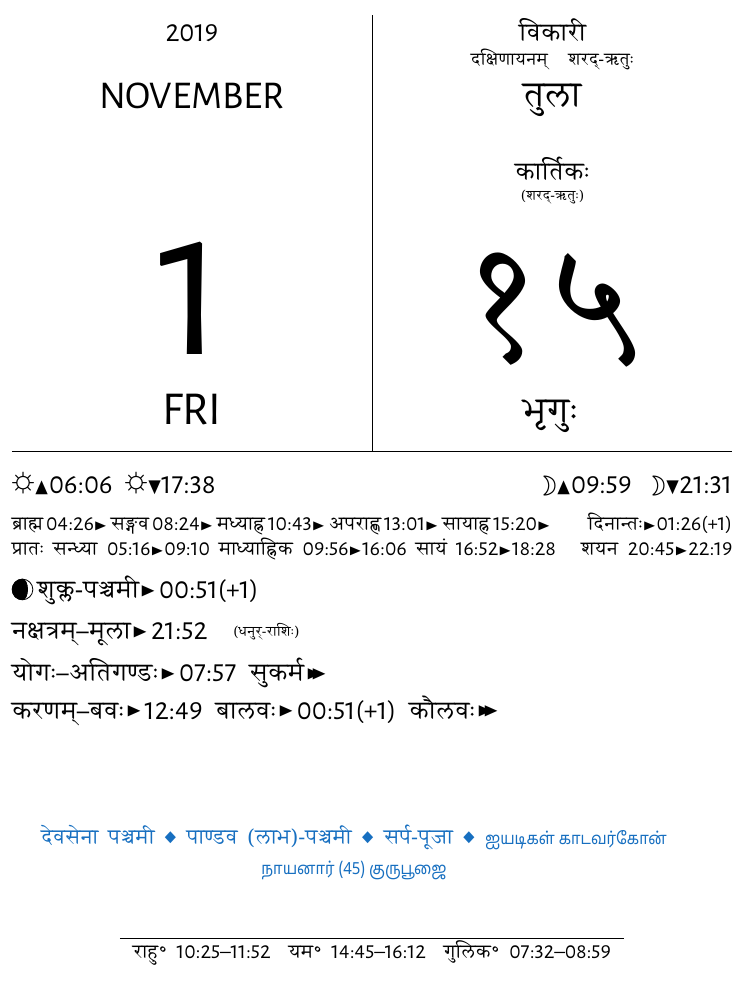 2019
NOVEMBER
1
FRI
विकारी
दक्षिणायनम् शरद्-ऋतुः
तुला
कार्तिकः
(शरद्-ऋतुः)
१५
भृगुः
☼▲06:06 ☼▼17:38 ☽▲09:59 ☽▼21:31
ब्राह्म 04:26► सङ्गव 08:24► मध्याह्न 10:43► अपराह्ण 13:01► सायाह्न 15:20► दिनान्तः►01:26(+1)
प्रातः सन्ध्या 05:16►09:10 माध्याह्निक 09:56►16:06 सायं 16:52►18:28 शयन 20:45►22:19
शुक्ल-पञ्चमी►00:51(+1)
नक्षत्रम्–मूला►21:52 (धनुर्-राशिः)
योगः–अतिगण्डः►07:57 सुकर्म►►
करणम्–बवः►12:49 बालवः►00:51(+1) कौलवः►►
देवसेना पञ्चमी ◆ पाण्डव (लाभ)-पञ्चमी ◆ सर्प-पूजा ◆ ஐயடிகள் காடவர்கோன்
நாயனார் (45) குருபூஜை
राहु॰ 10:25–11:52 यम॰ 14:45–16:12 गुलिक॰ 07:32–08:59